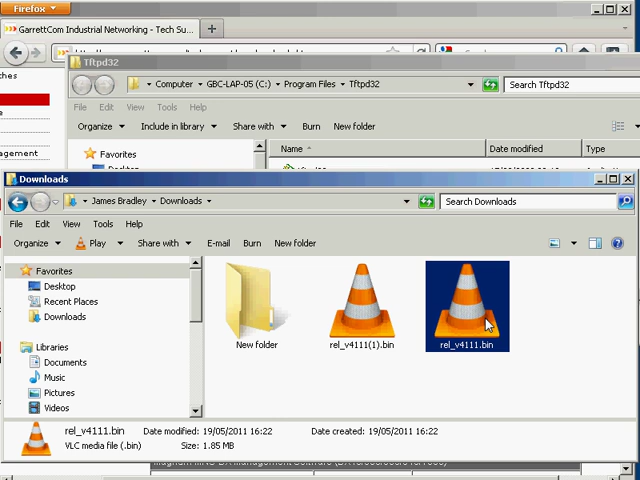 Firefox
GarrettCom Industrial Networking - Tech Su...
Tftpd32
Computer GBC-LAP-05 (C:) Program Files Tftpd32
Search Tftpd32
File Edit View Tools Help
Organize Include in library Share with Burn New folder
Favorites
Name Date modified Type
agement
Downloads
James Bradley Downloads
Search Downloads
File Edit View Tools Help
Organize Play Share with E-mail Burn New folder
Favorites
Desktop
Recent Places
Downloads
Libraries
Documents
Music
Pictures
Videos
New folder
rel_v4111(1).bin
rel_v4111.bin
rel_v4111.bin Date modified: 19/05/2011 16:22 Date created: 19/05/2011 16:22
VLC media file (.bin) Size: 1.85 MB